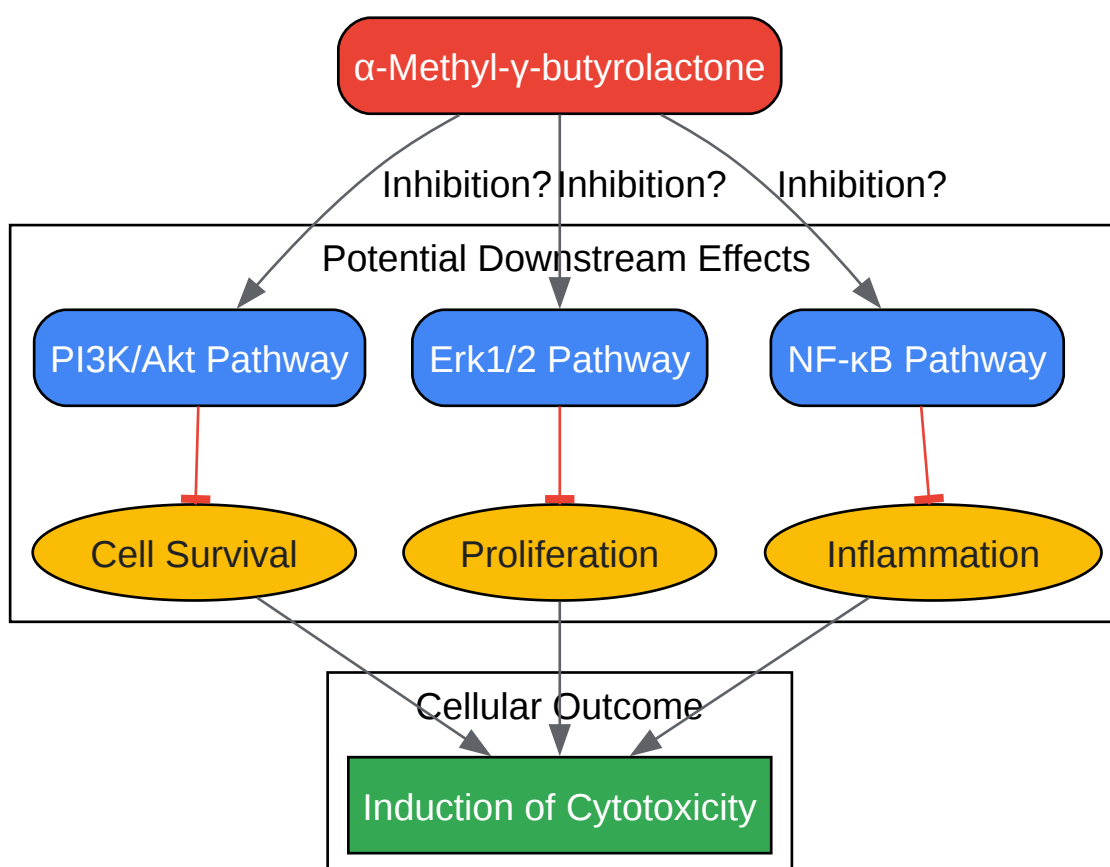 α-Methyl-γ-butyrolactone
Inhibition? Inhibition? Inhibition?
Potential Downstream Effects
PI3K/Akt Pathway Erk1/2 Pathway NF-κB Pathway
Cell Survival Proliferation Inflammation
Cellular Outcome
Induction of Cytotoxicity